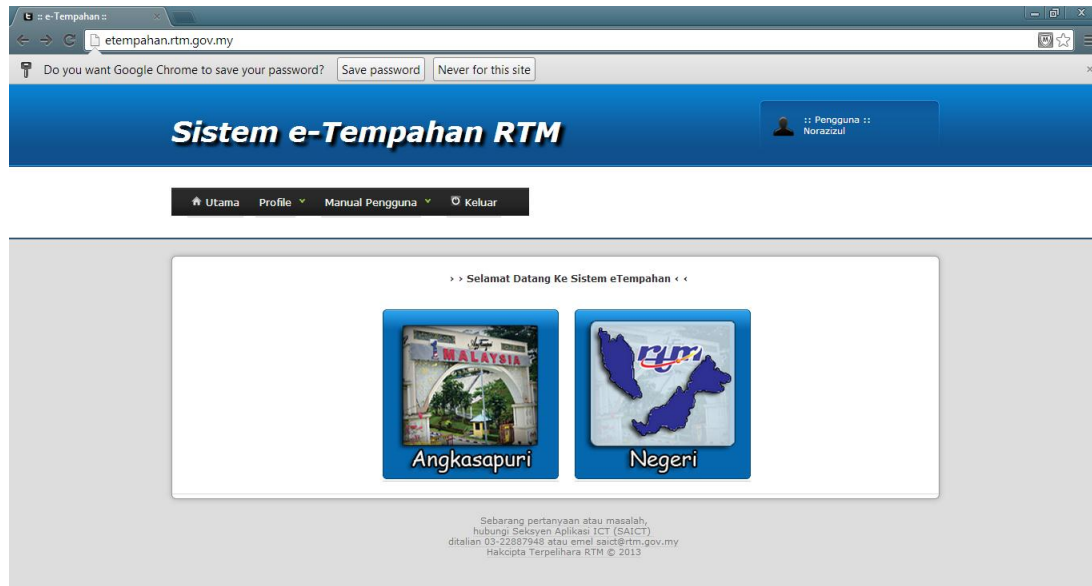 :: e-Tempahan ::
etempahan.rtm.gov.my
Do you want Google Chrome to save your password? Save password Never for this site
Sistem e-Tempahan RTM
:: Pengguna ::
Norazizul
Utama Profile Manual Pengguna Keluar
› › Selamat Datang Ke Sistem eTempahan ‹ ‹
1 MALAYSIA
rtm
Angkasapuri
Negeri
Sebarang pertanyaan atau masalah,
hubungi Seksyen Aplikasi ICT (SAICT)
ditalian 03-22887948 atau emel saict@rtm.gov.my
Hakcipta Terpelihara RTM © 2013